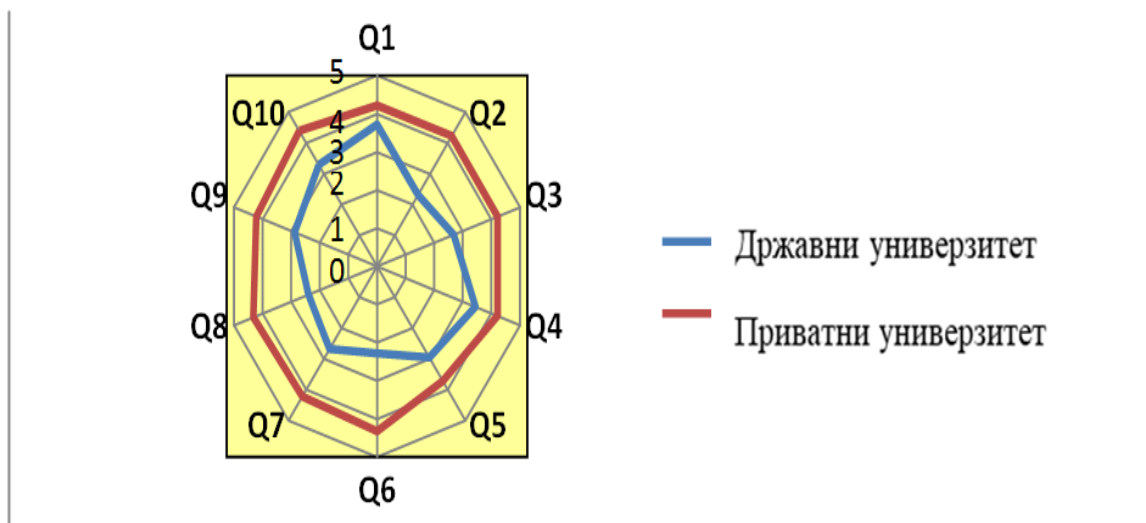 Q1
5
Q10
4
Q2
3
2
Q9
Q3
1
0
Q8
Q4
Q7
Q5
Q6
Државни универзитет
Приватни универзитет